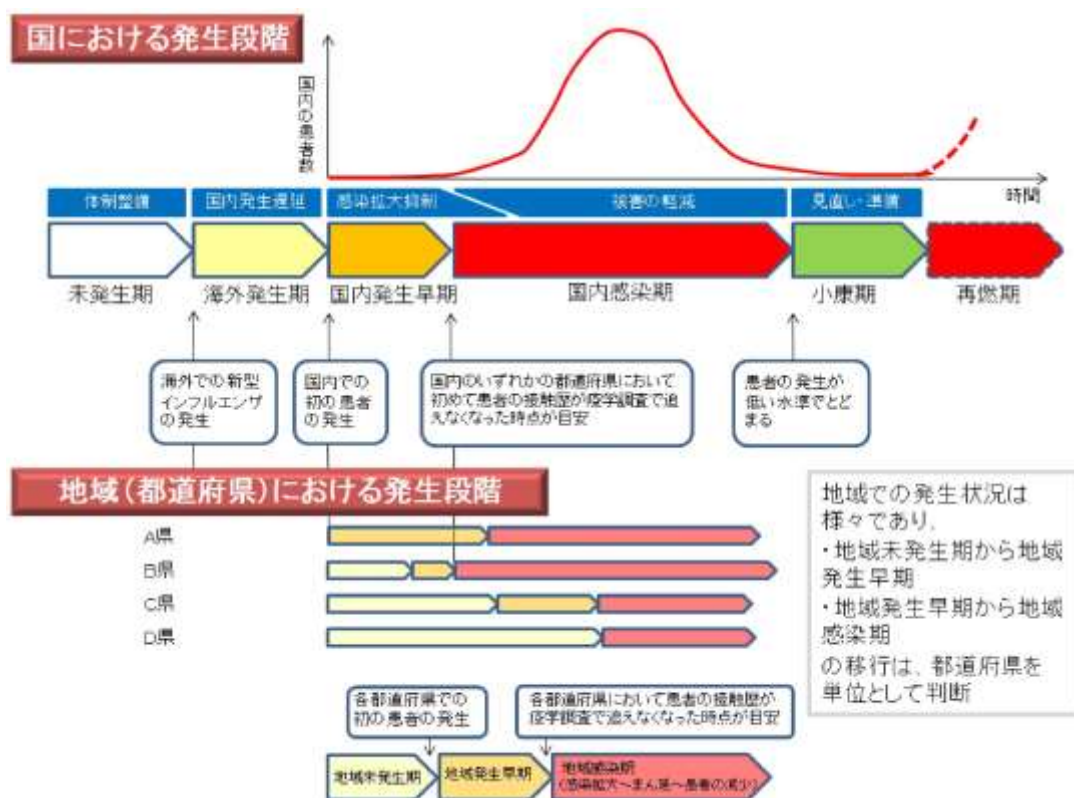 国における発生段階
国内の患者数
時間
体制整備
国内発生遅延
感染拡大抑制
被害の軽減
見直し・準備
未発生期
海外発生期
国内発生早期
国内感染期
小康期
再燃期
海外での新型
インフルエンザ
の発生
国内での
初の患者
の発生
国内のいずれかの都道府県において
初めて患者の接触歴が疫学調査で追
えなくなった時点が目安
患者の発生が
低い水準でとど
まる
地域（都道府県）における発生段階
A県
B県
C県
D県
地域での発生状況は
様々であり、
・地域未発生期から地域
発生早期
・地域発生早期から地域
感染期
の移行は、都道府県を
単位として判断
各都道府県での
初の患者の発生
各都道府県において患者の接触歴が
疫学調査で追えなくなった時点が目安
地域未発生期
地域発生早期
地域感染期
（感染拡大～まん延～患者の減少）